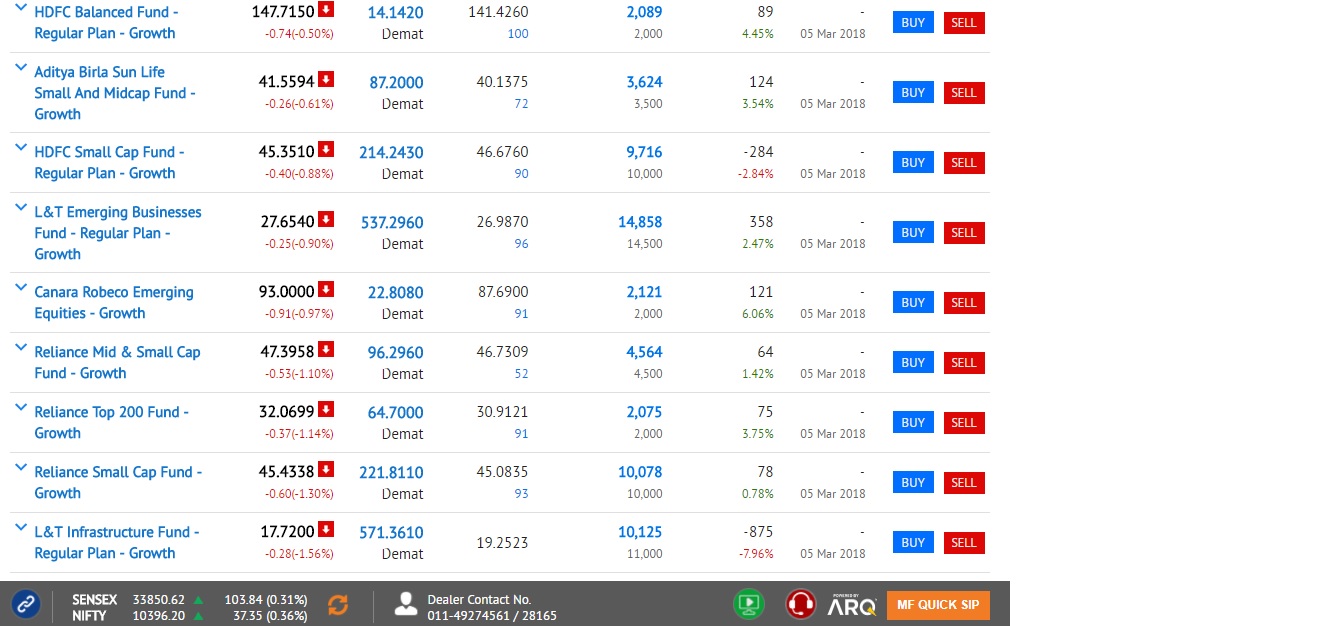 HDFC Balanced Fund - 147.7150 14.1420 141.4260 2,089 89 - BUY SELL
Regular Plan - Growth -0.74(-0.50%) Demat 100 2,000 4.45% 05 Mar 2018
Aditya Birla Sun Life
Small And Midcap Fund - 41.5594 87.2000 40.1375 3,624 124 - BUY SELL
Growth -0.26(-0.61%) Demat 72 3,500 3.54% 05 Mar 2018
HDFC Small Cap Fund - 45.3510 214.2430 46.6760 9,716 -284 - BUY SELL
Regular Plan - Growth -0.40(-0.88%) Demat 90 10,000 -2.84% 05 Mar 2018
L&T Emerging Businesses
Fund - Regular Plan - 27.6540 537.2960 26.9870 14,858 358 - BUY SELL
Growth -0.25(-0.90%) Demat 96 14,500 2.47% 05 Mar 2018
Canara Robeco Emerging 93.0000 22.8080 87.6900 2,121 121 - BUY SELL
Equities - Growth -0.91(-0.97%) Demat 91 2,000 6.06% 05 Mar 2018
Reliance Mid & Small Cap 47.3958 96.2960 46.7309 4,564 64 - BUY SELL
Fund - Growth -0.53(-1.10%) Demat 52 4,500 1.42% 05 Mar 2018
Reliance Top 200 Fund - 32.0699 64.7000 30.9121 2,075 75 - BUY SELL
Growth -0.37(-1.14%) Demat 91 2,000 3.75% 05 Mar 2018
Reliance Small Cap Fund - 45.4338 221.8110 45.0835 10,078 78 - BUY SELL
Growth -0.60(-1.30%) Demat 93 10,000 0.78% 05 Mar 2018
L&T Infrastructure Fund - 17.7200 571.3610 19.2523 10,125 -875 - BUY SELL
Regular Plan - Growth -0.28(-1.56%) Demat 11,000 -7.96% 05 Mar 2018
SENSEX 33850.62 103.84 (0.31%) Dealer Contact No. POWERED BY ARQ MF QUICK SIP
NIFTY 10396.20 37.35 (0.36%) 011-49274561 / 28165